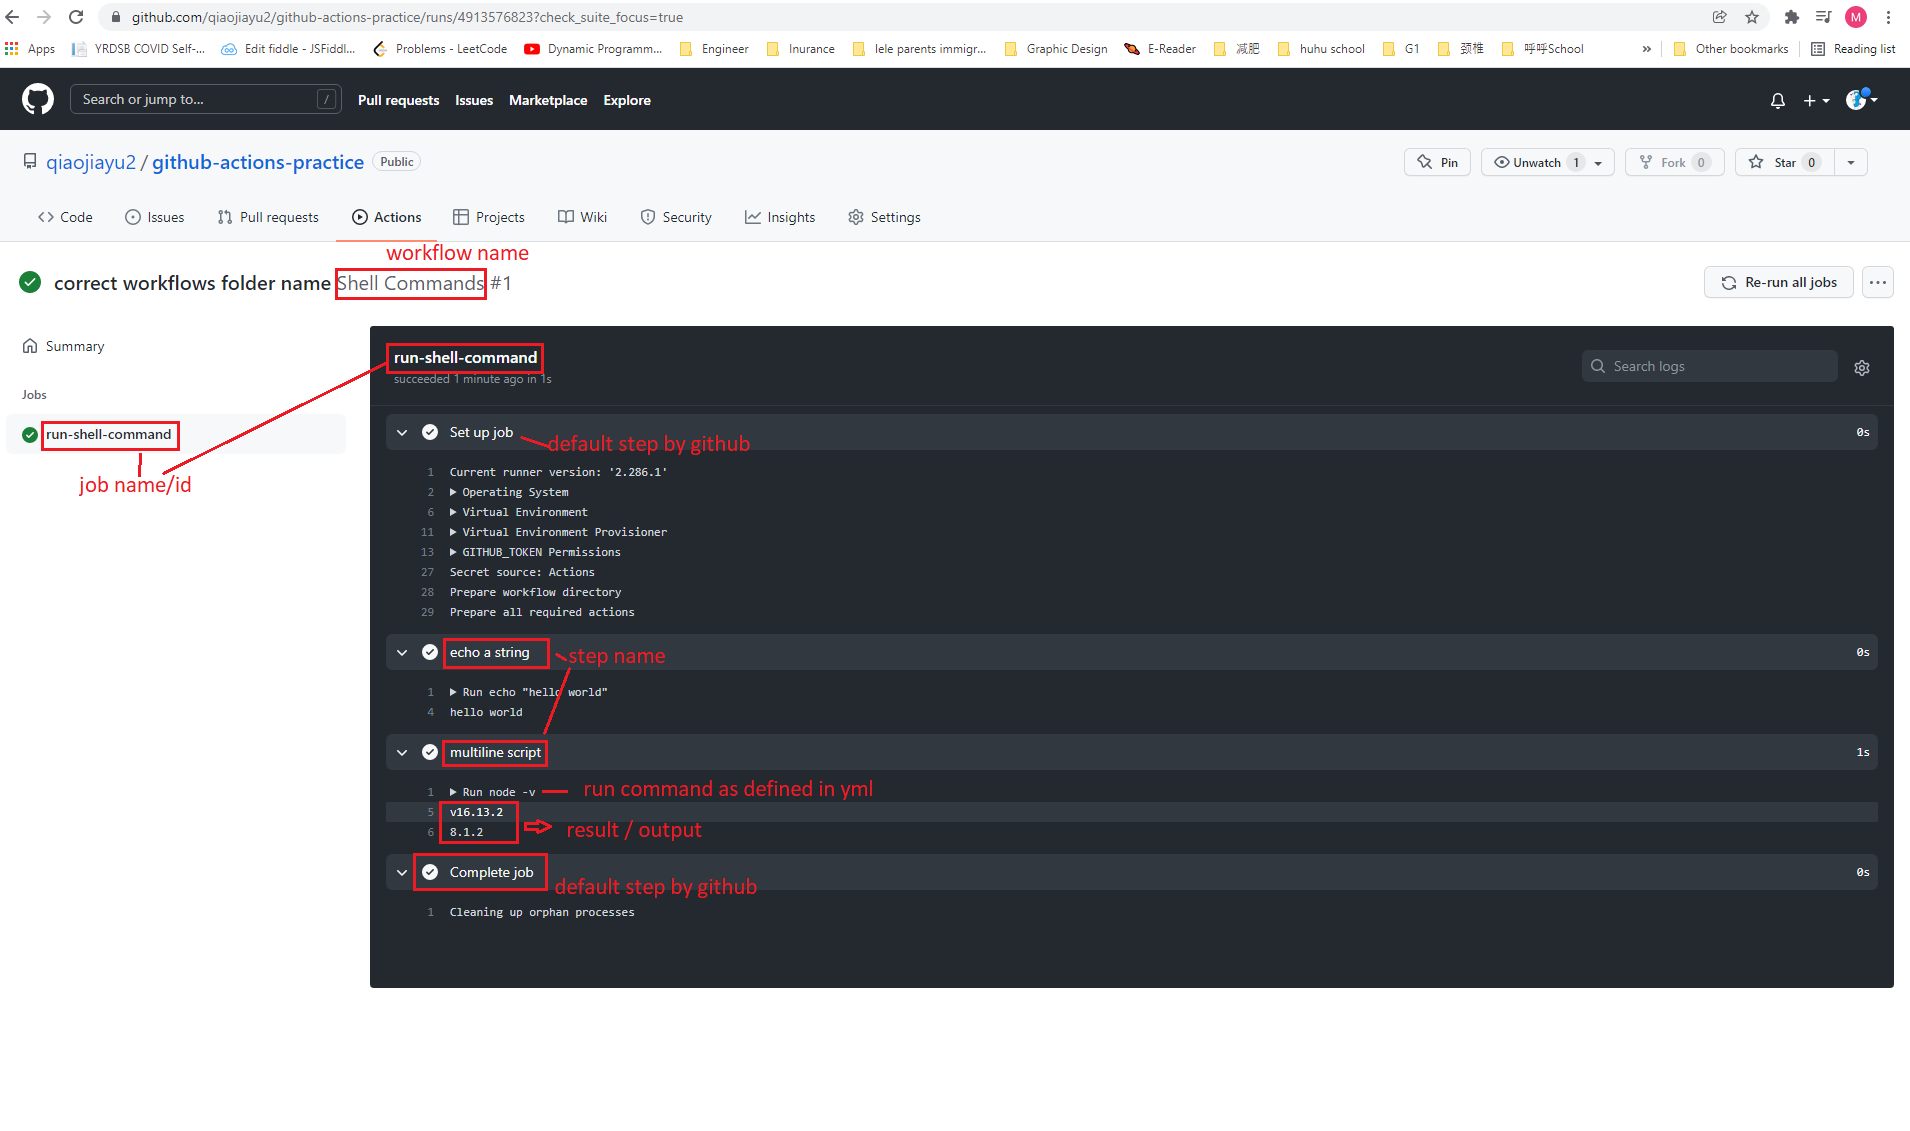 github.com/qiaojiayu2/github-actions-practice/runs/4913576823?check_suite_focus=true
M
Apps YRDSB COVID Self-... Edit fiddle - JSFiddl... Problems - LeetCode Dynamic Programm... Engineer Inurance lele parents immigr... Graphic Design E-Reader 减肥 huhu school G1 颈椎 呼呼School » Other bookmarks Reading list
Search or jump to... / Pull requests Issues Marketplace Explore
qiaojiayu2 / github-actions-practice Public
Pin Unwatch 1 Fork 0 Star 0
Code Issues Pull requests Actions Projects Wiki Security Insights Settings
workflow name
correct workflows folder name Shell Commands #1
Re-run all jobs
Summary
Jobs
run-shell-command
job name/id
run-shell-command
succeeded 1 minute ago in 1s
Search logs
Set up job 0s
default step by github
1 Current runner version: '2.286.1'
2 Operating System
6 Virtual Environment
11 Virtual Environment Provisioner
13 GITHUB_TOKEN Permissions
27 Secret source: Actions
28 Prepare workflow directory
29 Prepare all required actions
echo a string 0s
step name
1 Run echo "hello world"
4 hello world
multiline script 1s
1 Run node -v
run command as defined in yml
5 v16.13.2
6 8.1.2
result / output
Complete job 0s
default step by github
1 Cleaning up orphan processes